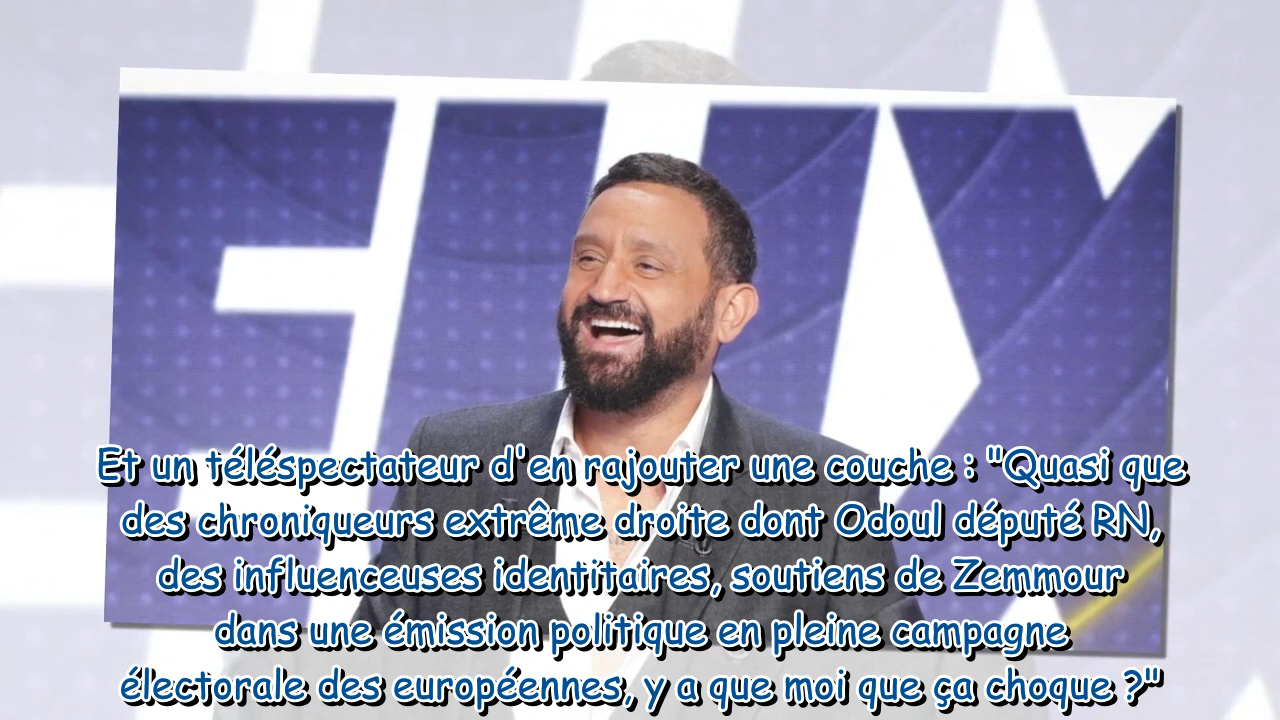 Et un téléspectateur d'en rajouter une couche : "Quasi que
des chroniqueurs extrême droite dont Odoul député RN,
des influenceuses identitaires, soutiens de Zemmour
dans une émission politique en pleine campagne
électorale des européennes, y a que moi que ça choque ?"